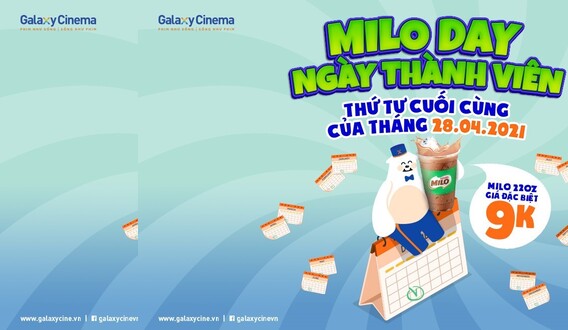 Galaxy Cinema
Galaxy Cinema
MILO DAY
NGÀY THÀNH VIÊN
THỨ TƯ CUỐI CÙNG
CỦA THÁNG 28.04.2021
MILO
MILO 22OZ
GIÁ ĐẶC BIỆT
9K
www.galaxycine.vn | galaxycinevn
www.galaxycine.vn | galaxycinevn